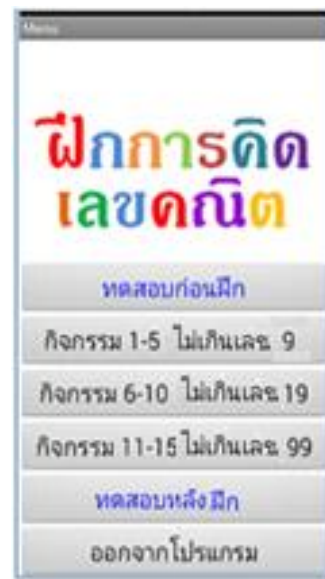 Menu
ฝึกการคิด
เลขคณิต
ทดสอบก่อนฝึก
กิจกรรม 1-5 ไม่เกินเลข 9
กิจกรรม 6-10 ไม่เกินเลข 19
กิจกรรม 11-15 ไม่เกินเลข 99
ทดสอบหลังฝึก
ออกจากโปรแกรม